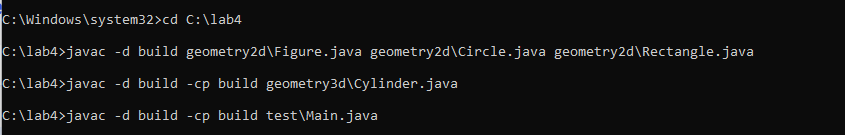 C:\Windows\system32>cd C:\lab4
C:\lab4>javac -d build geometry2d\Figure.java geometry2d\Circle.java geometry2d\Rectangle.java
C:\lab4>javac -d build -cp build geometry3d\Cylinder.java
C:\lab4>javac -d build -cp build test\Main.java